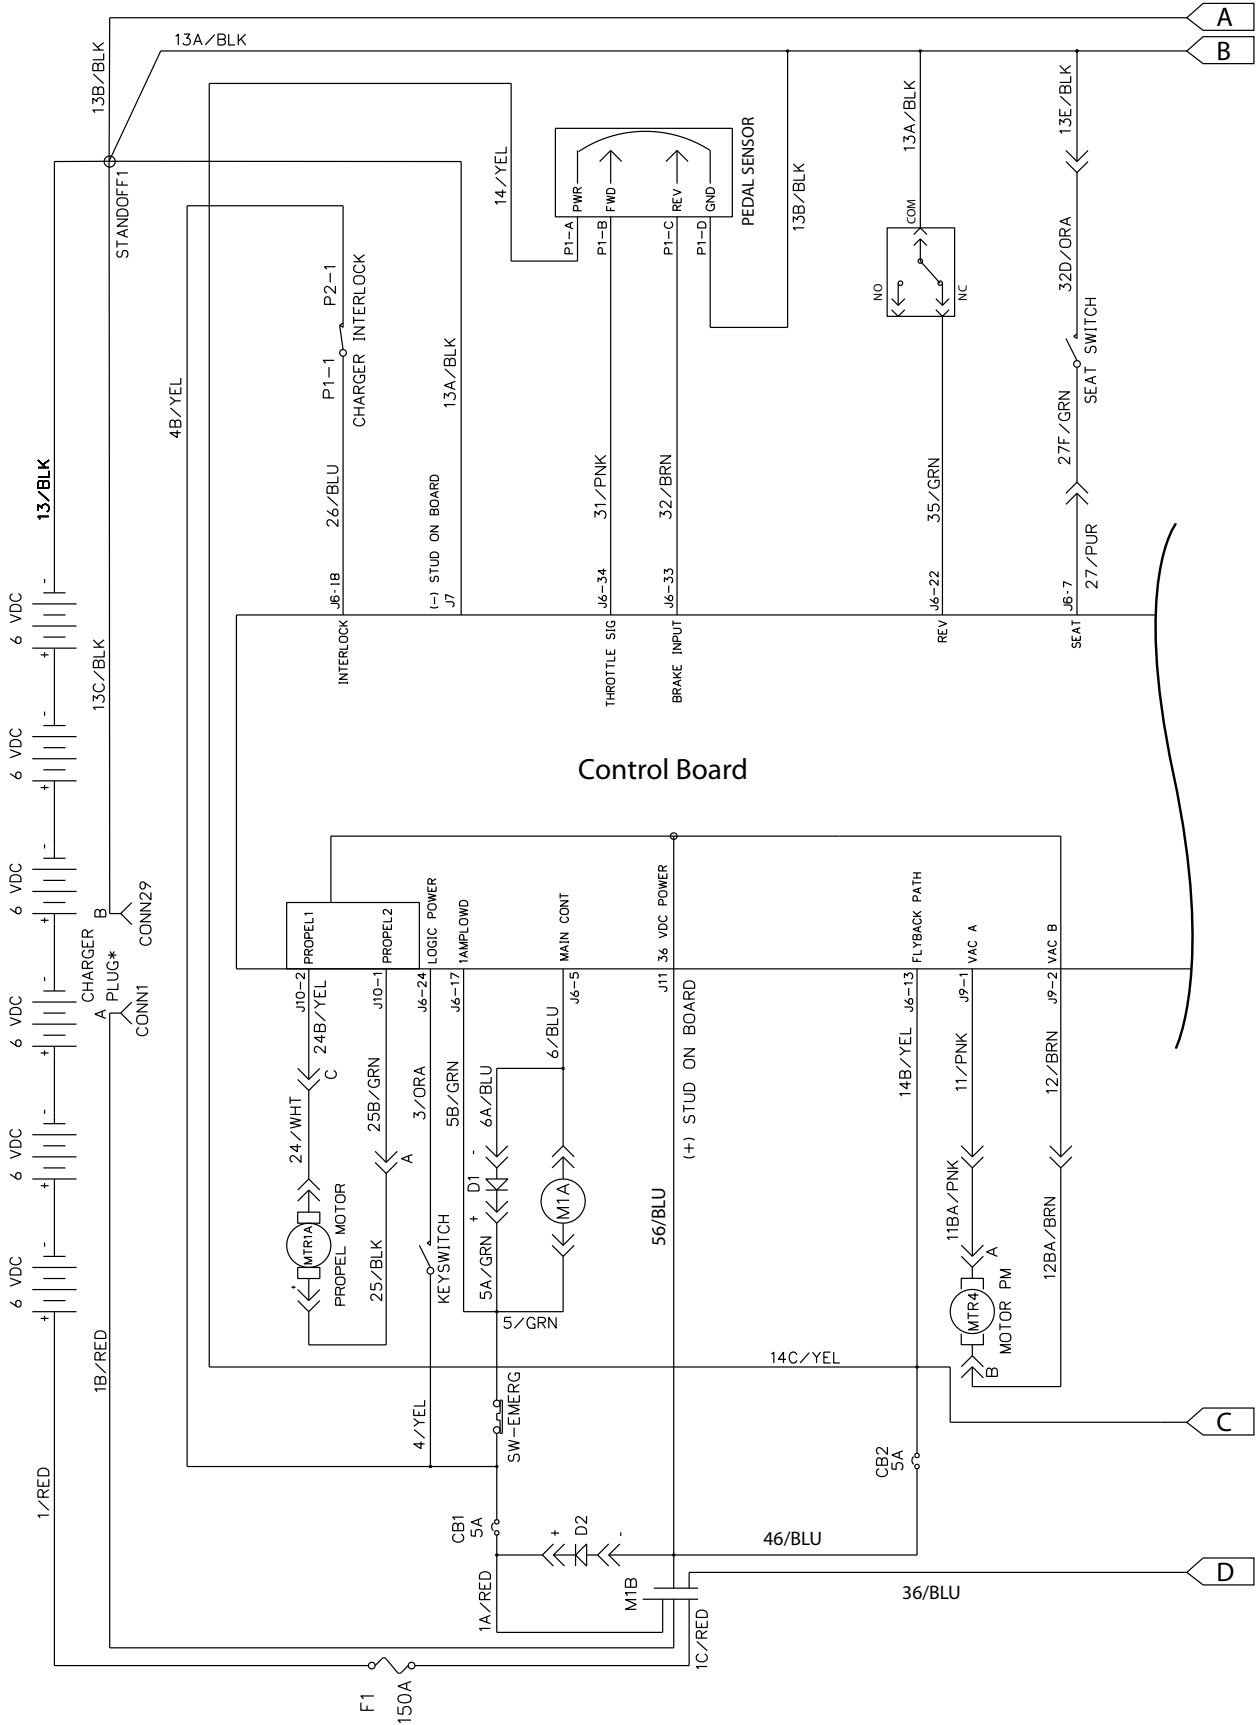 A
13A/BLK
B
13B/BLK
13A/BLK
13E/BLK
PEDAL SENSOR
14/YEL
PWR
FWD
REV
GND
13B/BLK
STANDOFF1
P1-A
P1-B
P1-C
P1-D
COM
32D/ORA
P2-1
NO
NC
CHARGER INTERLOCK
P1-1
SEAT SWITCH
4B/YEL
13A/BLK
27F/GRN
13/BLK
26/BLU
31/PNK
32/BRN
35/GRN
(-) STUD ON BOARD
27/PUR
6 VDC
-
+
J6-18
J7
J6-34
J6-33
J6-22
J6-7
INTERLOCK
THROTTLE SIG
BRAKE INPUT
REV
SEAT
13C/BLK
6 VDC
-
+
Control Board
6 VDC
-
+
B
CONN29
CHARGER
PLUG*
A
CONN1
PROPEL1
PROPEL2
LOGIC POWER
1AMPLOWD
MAIN CONT
36 VDC POWER
FLYBACK PATH
VAC A
VAC B
6 VDC
-
+
J10-2
J10-1
J6-24
J6-17
J6-5
J11
J6-13
J9-1
J9-2
24B/YEL
C
25B/GRN
3/ORA
5B/GRN
6A/BLU
6/BLU
(+) STUD ON BOARD
14B/YEL
11/PNK
12/BRN
6 VDC
-
+
24/WHT
A
-
D1
+
M1A
MTR1A
+
PROPEL MOTOR
25/BLK
KEYSWITCH
5A/GRN
5/GRN
56/BLU
11BA/PNK
A
12BA/BRN
MTR4
MOTOR PM
B
6 VDC
-
+
1B/RED
14C/YEL
4/YEL
SW-EMERG
C
1/RED
CB2
5A
CB1
5A
+
D2
-
46/BLU
D
1A/RED
M1B
36/BLU
1C/RED
F1
150A